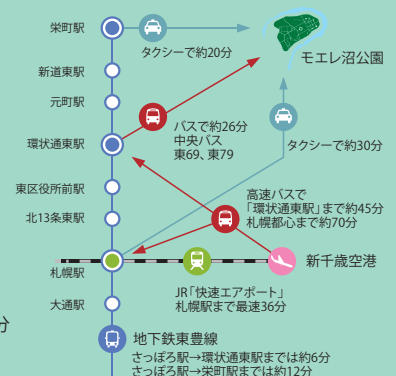 栄町駅
タクシーで約20分
モエレ沼公園
新道東駅
元町駅
バスで約26分
中央バス
東69、東79
環状通東駅
タクシーで約30分
東区役所前駅
高速バスで
「環状通東駅」まで約45分
札幌都心まで約70分
北13条東駅
札幌駅
新千歳空港
JR「快速エアポート」
札幌駅まで最速36分
大通駅
分
地下鉄東豊線
さっぽろ駅→環状通東駅までは約6分
さっぽろ駅→栄町駅までは約12分